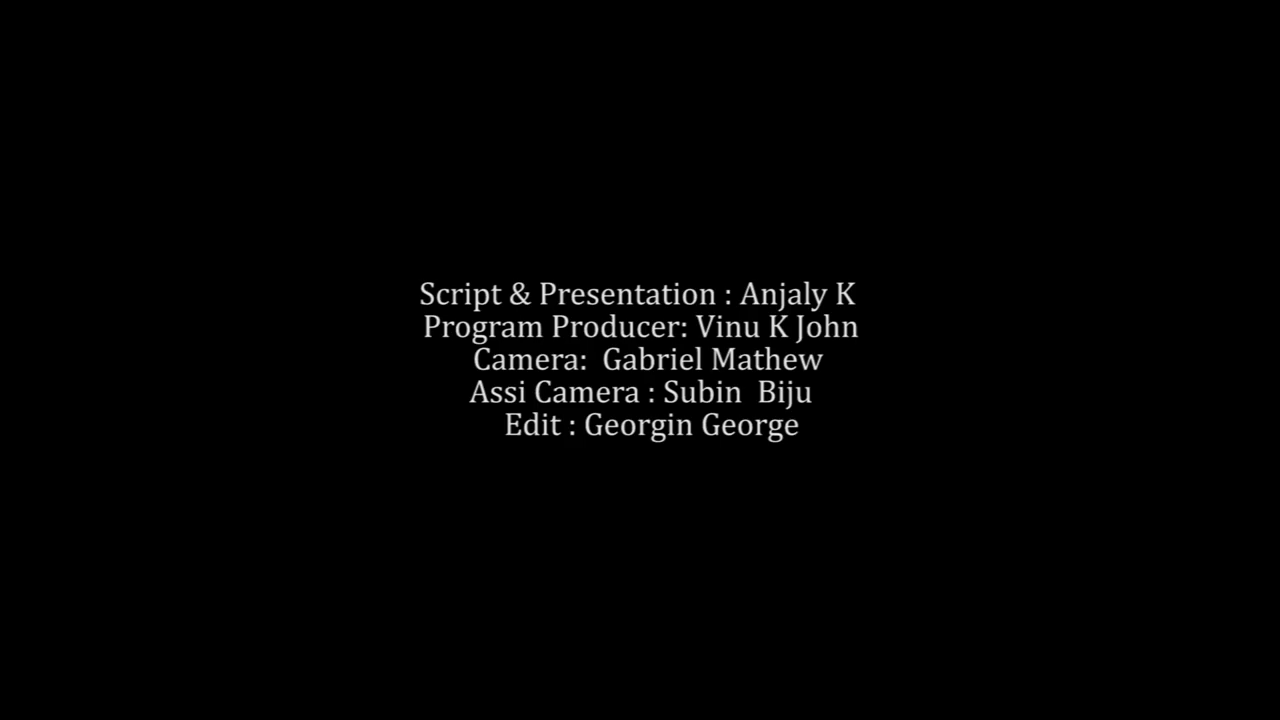 Script & Presentation : Anjaly K
Program Producer: Vinu K John
Camera:  Gabriel Mathew
Assi Camera : Subin  Biju
Edit : Georgin George